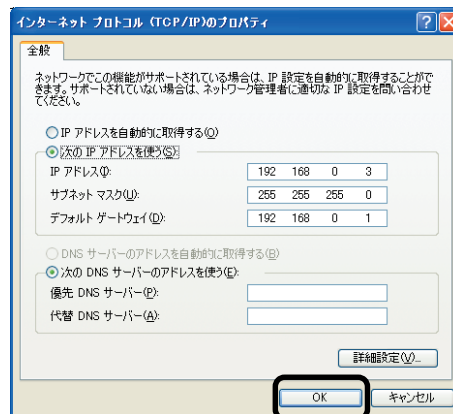 インターネット プロトコル (TCP/IP)のプロパティ
全般
ネットワークでこの機能がサポートされている場合は、IP 設定を自動的に取得することがで
きます。サポートされていない場合は、ネットワーク管理者に適切な IP 設定を問い合わせ
てください。
IP アドレスを自動的に取得する(O)
次の IP アドレスを使う(S):
IP アドレス(I): 192 168 0 3
サブネット マスク(U): 255 255 255 0
デフォルト ゲートウェイ(D): 192 168 0 1
DNS サーバーのアドレスを自動的に取得する(B)
次の DNS サーバーのアドレスを使う(E):
優先 DNS サーバー(P):
代替 DNS サーバー(A):
詳細設定(V)...
OK キャンセル